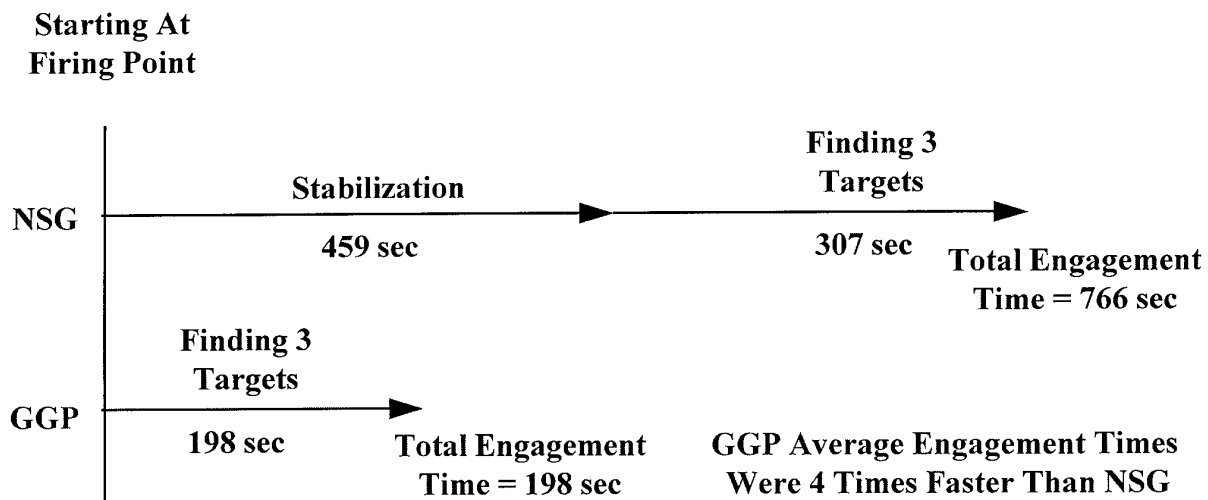 Starting At
Firing Point
Finding 3
Targets
Stabilization
NSG
459 sec
307 sec
Total Engagement
Time = 766 sec
Finding 3
Targets
GGP
198 sec
Total Engagement
Time = 198 sec
GGP Average Engagement Times
Were 4 Times Faster Than NSG